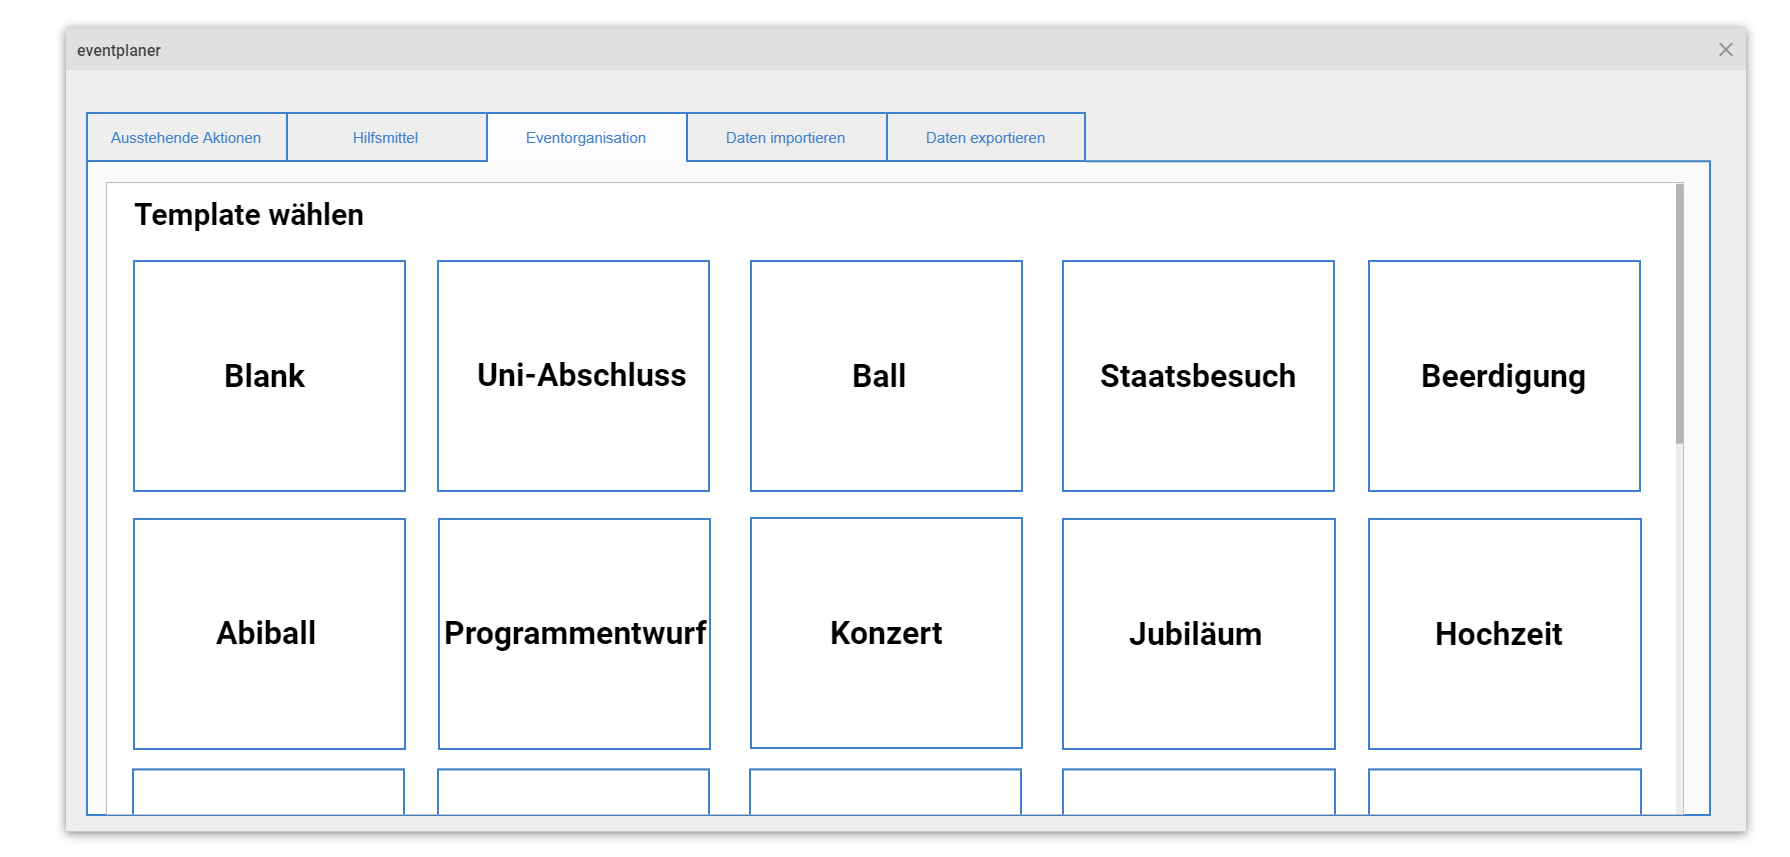 eventplaner
Ausstehende Aktionen
Hilfsmittel
Eventorganisation
Daten importieren
Daten exportieren
Template wählen
Blank
Uni-Abschluss
Ball
Staatsbesuch
Beerdigung
Abiball
Programmentwurf
Konzert
Jubiläum
Hochzeit